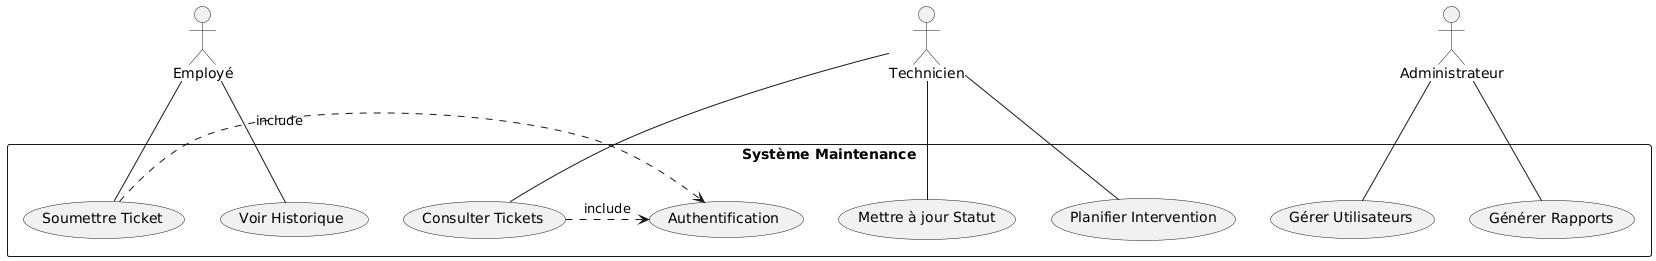 Employé
Technicien
Administrateur
include
Système Maintenance
Soumettre Ticket
Voir Historique
Consulter Tickets
include
Authentification
Mettre à jour Statut
Planifier Intervention
Gérer Utilisateurs
Générer Rapports